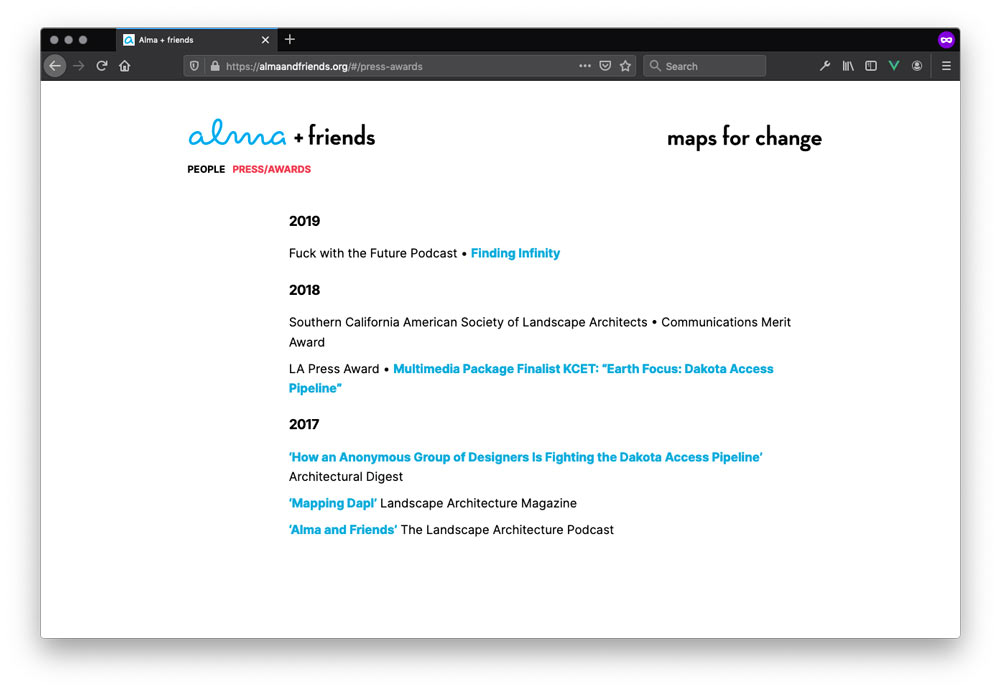 Alma + friends
https://almaandfriends.org/#/press-awards
Search
alma + friends
maps for change
PEOPLE PRESS/AWARDS
2019
Fuck with the Future Podcast • Finding Infinity
2018
Southern California American Society of Landscape Architects • Communications Merit
Award
LA Press Award • Multimedia Package Finalist KCET: “Earth Focus: Dakota Access
Pipeline”
2017
‘How an Anonymous Group of Designers Is Fighting the Dakota Access Pipeline’
Architectural Digest
‘Mapping Dapl’ Landscape Architecture Magazine
‘Alma and Friends’ The Landscape Architecture Podcast